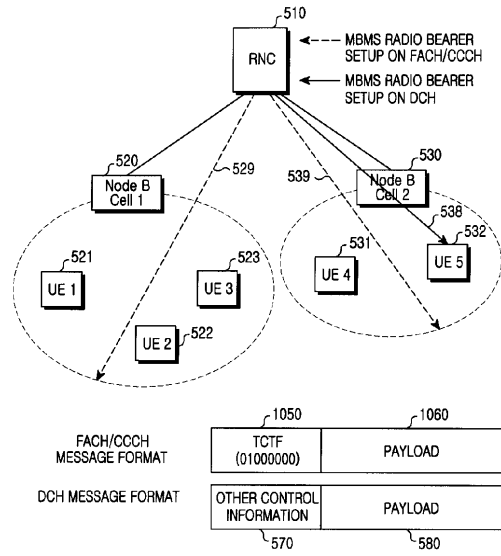 510
RNC
MBMS RADIO BEARER
SETUP ON FACH/CCCH
MBMS RADIO BEARER
SETUP ON DCH
520
529
539
530
Node B
Cell 1
Node B
Cell 2
538
532
521
523
531
UE 1
UE 3
UE 4
UE 5
UE 2
522
1050
1060
FACH/CCCH
MESSAGE FORMAT
TCTF
(01000000)
PAYLOAD
DCH MESSAGE FORMAT
OTHER CONTROL
INFORMATION
PAYLOAD
570
580